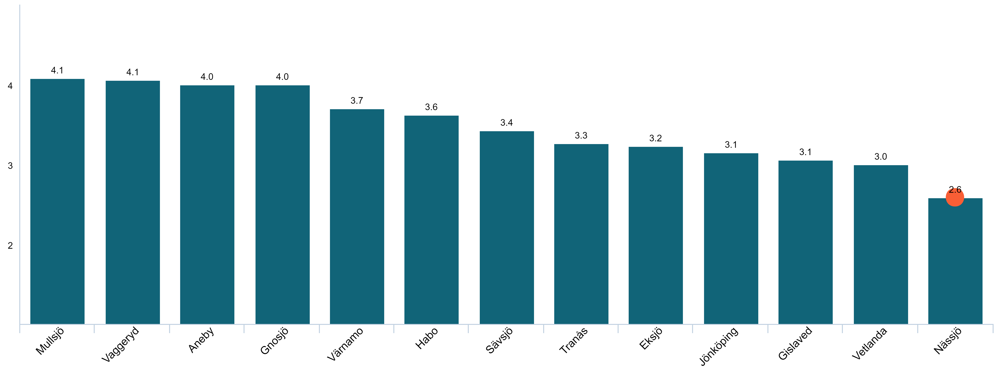 4.1
4.1
4.0
4.0
3.7
3.6
3.4
3.3
3.2
3.1
3.1
3.0
2.6
4
3
2
Mullsjö
Vaggeryd
Aneby
Gnosjö
Värnamo
Habo
Sävsjö
Tranås
Eksjö
Jönköping
Gislaved
Vetlanda
Nässjö